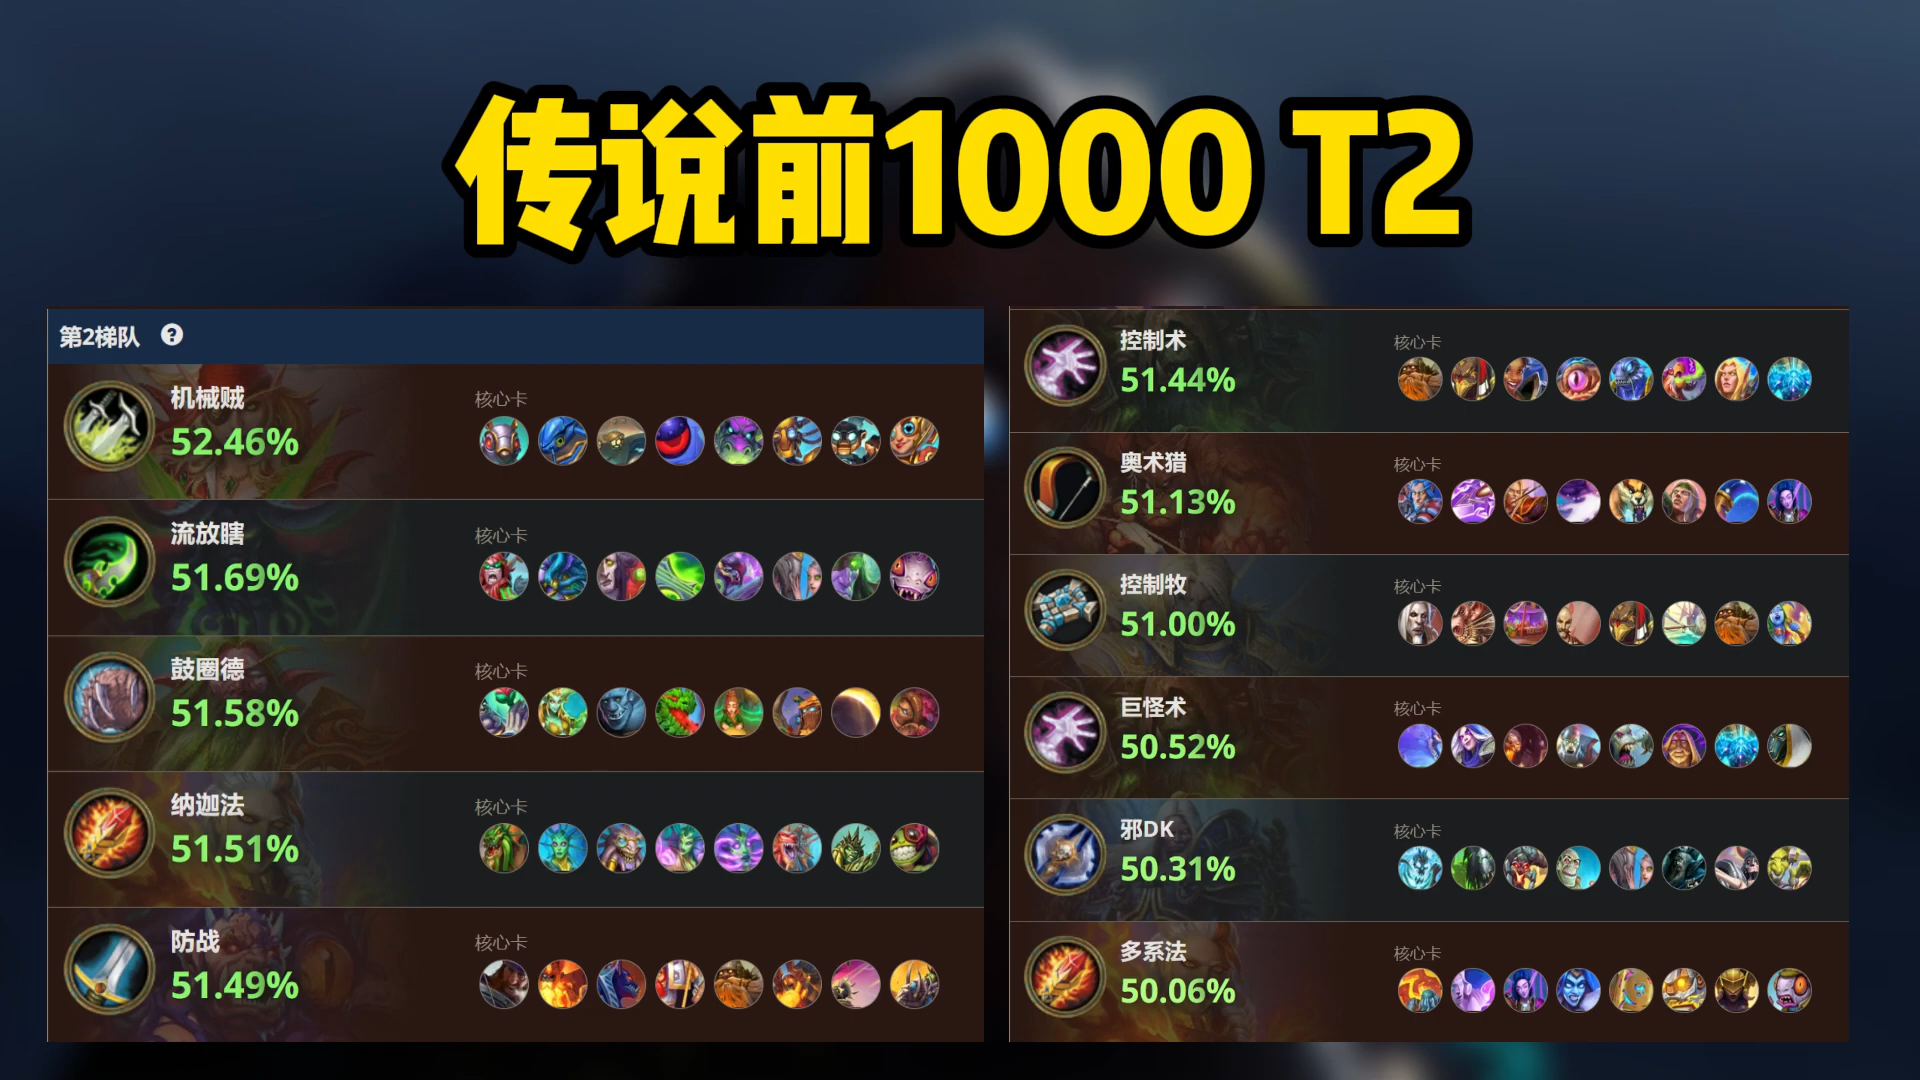 传说前1000 T2
第2梯队 ?
机械贼
52.46%
核心卡
流放瞎
51.69%
核心卡
鼓圈德
51.58%
核心卡
纳迦法
51.51%
核心卡
防战
51.49%
核心卡
控制术
51.44%
核心卡
奥术猎
51.13%
核心卡
控制牧
51.00%
核心卡
巨怪术
50.52%
核心卡
邪DK
50.31%
核心卡
多系法
50.06%
核心卡